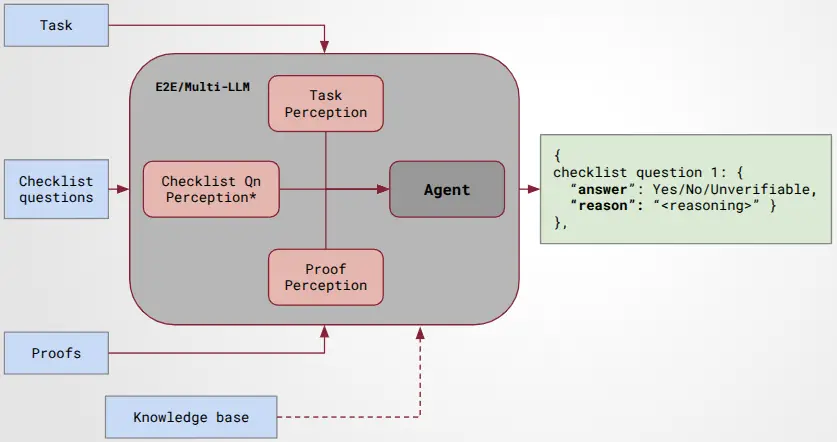 Task
E2E/Multi-LLM
Task
Perception
Checklist
questions
Checklist Qn
Perception*
Agent
{
checklist question 1: {
“answer”: Yes/No/Unverifiable,
“reason”: “<reasoning>” }
},
Proof
Perception
Proofs
Knowledge base